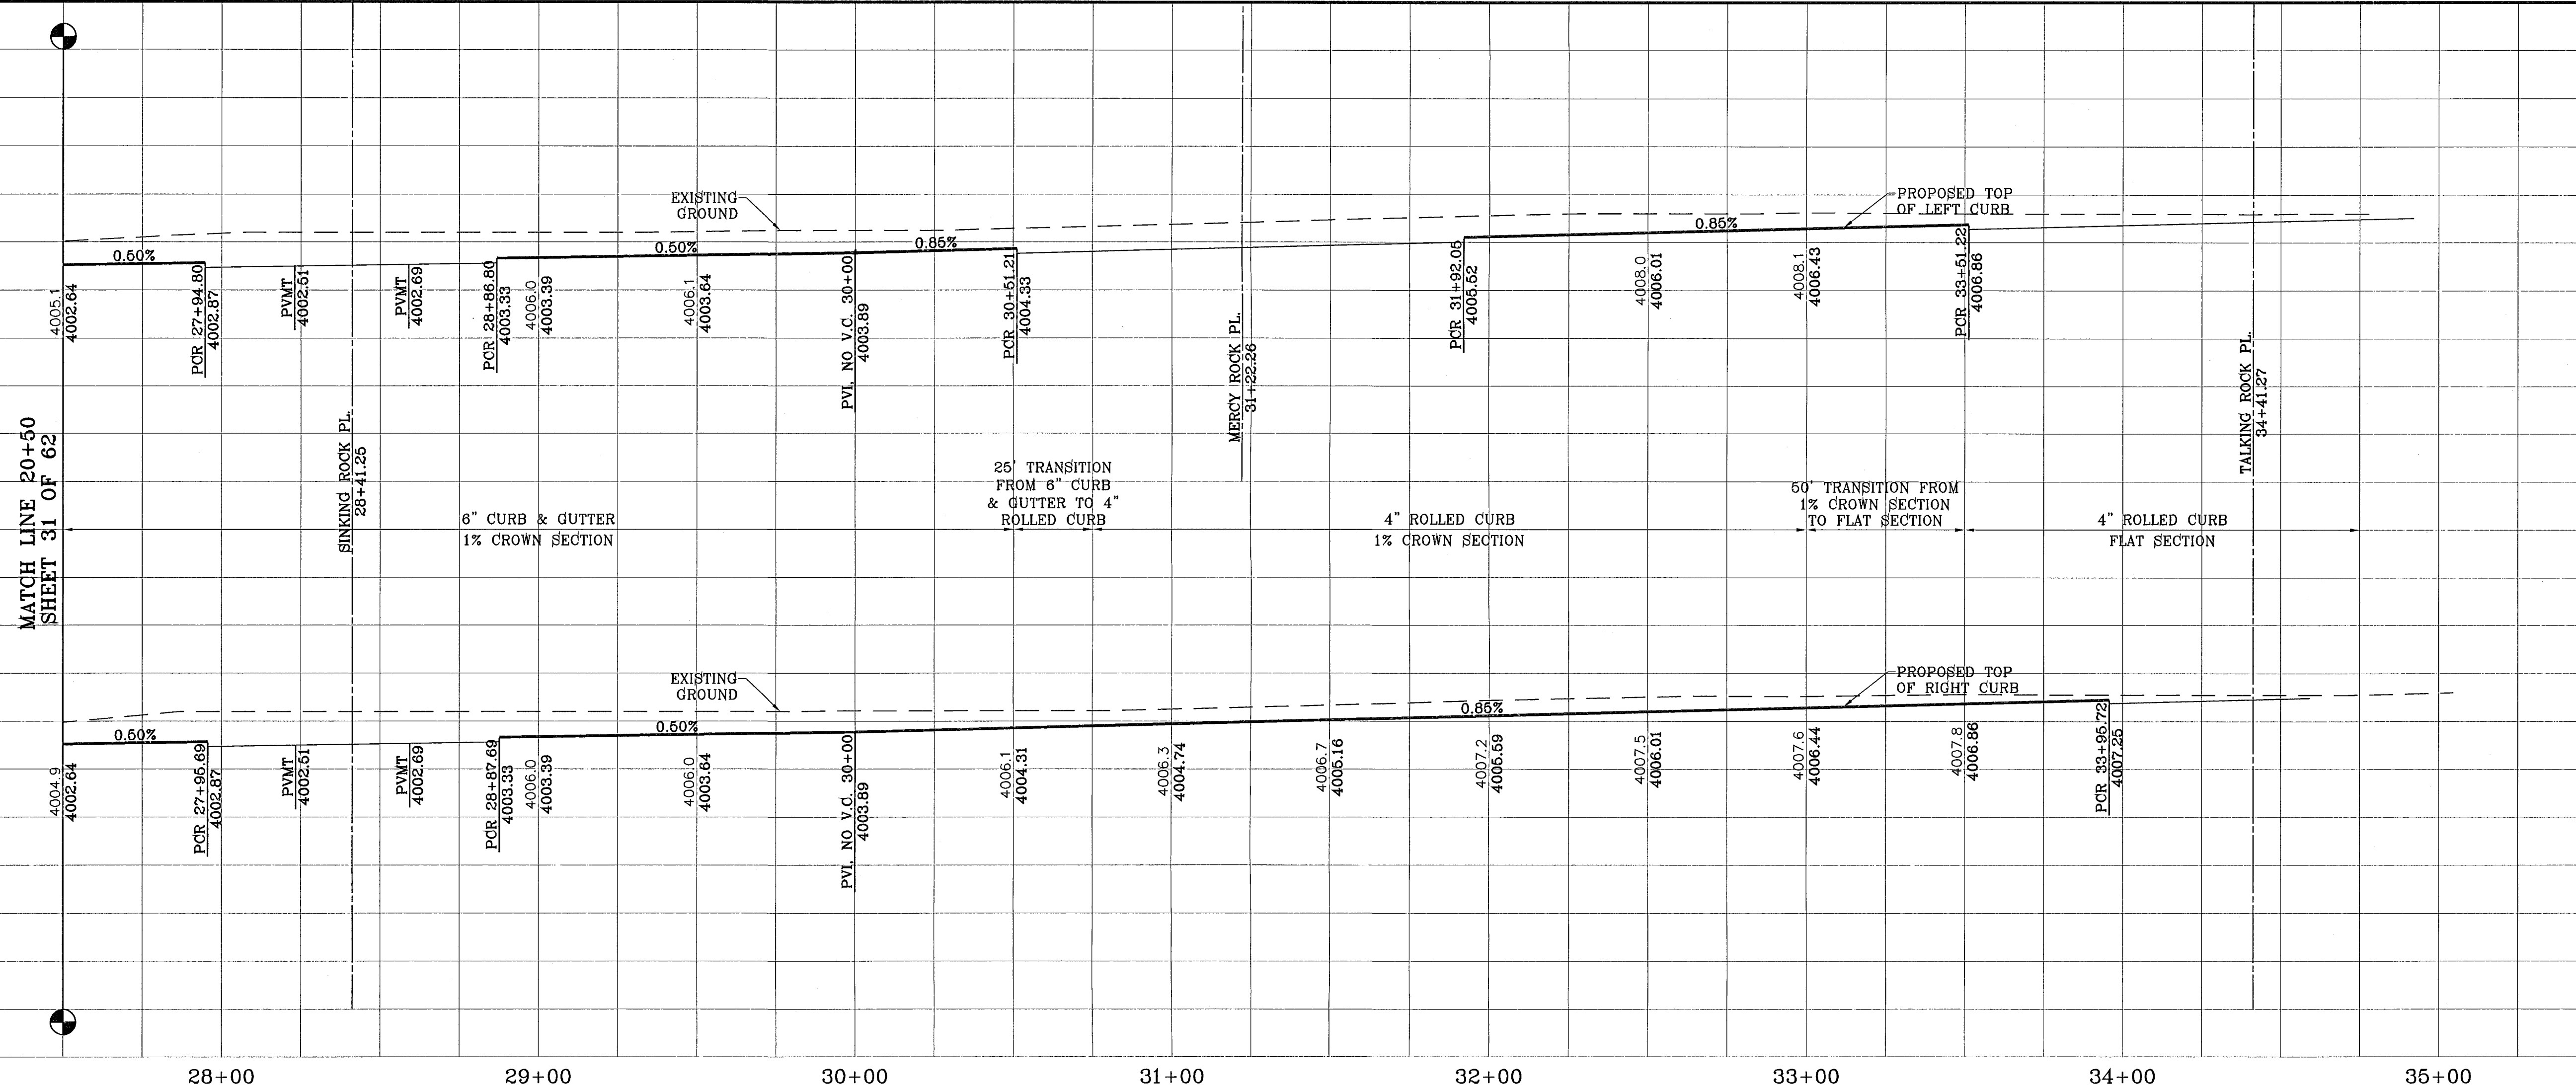 MATCH LINE 20+50
SHEET 31 OF 62
EXISTING
GROUND
PROPOSED TOP
OF LEFT CURB
0.50%
0.50%
0.85%
0.85%
4005.1
4002.64
PCR 27+94.80
4002.87
PVMT
4002.51
SINKING ROCK PL.
28+41.25
PVMT
4002.69
PCR 28+86.80
4003.33
4006.0
4003.39
4006.1
4003.64
PVI, NO V.C. 30+00
4003.89
PCR 30+51.21
4004.33
MERCY ROCK PL.
31+22.26
PCR 31+92.05
4005.52
4008.0
4006.01
4008.1
4006.43
PCR 33+51.22
4006.86
TALKING ROCK PL.
34+41.27
6" CURB & GUTTER
1% CROWN SECTION
25' TRANSITION
FROM 6" CURB
& GUTTER TO 4"
ROLLED CURB
4" ROLLED CURB
1% CROWN SECTION
50' TRANSITION FROM
1% CROWN SECTION
TO FLAT SECTION
4" ROLLED CURB
FLAT SECTION
EXISTING
GROUND
PROPOSED TOP
OF RIGHT CURB
0.50%
0.50%
0.85%
4004.9
4002.64
PCR 27+95.69
4002.87
PVMT
4002.51
PVMT
4002.69
PCR 28+87.69
4003.33
4006.0
4003.39
4006.0
4003.64
PVI, NO V.C. 30+00
4003.89
4006.1
4004.31
4006.3
4004.74
4006.7
4005.16
4007.2
4005.59
4007.5
4006.01
4007.6
4006.44
4007.8
4006.86
PCR 33+95.72
4007.25
28+00
29+00
30+00
31+00
32+00
33+00
34+00
35+00